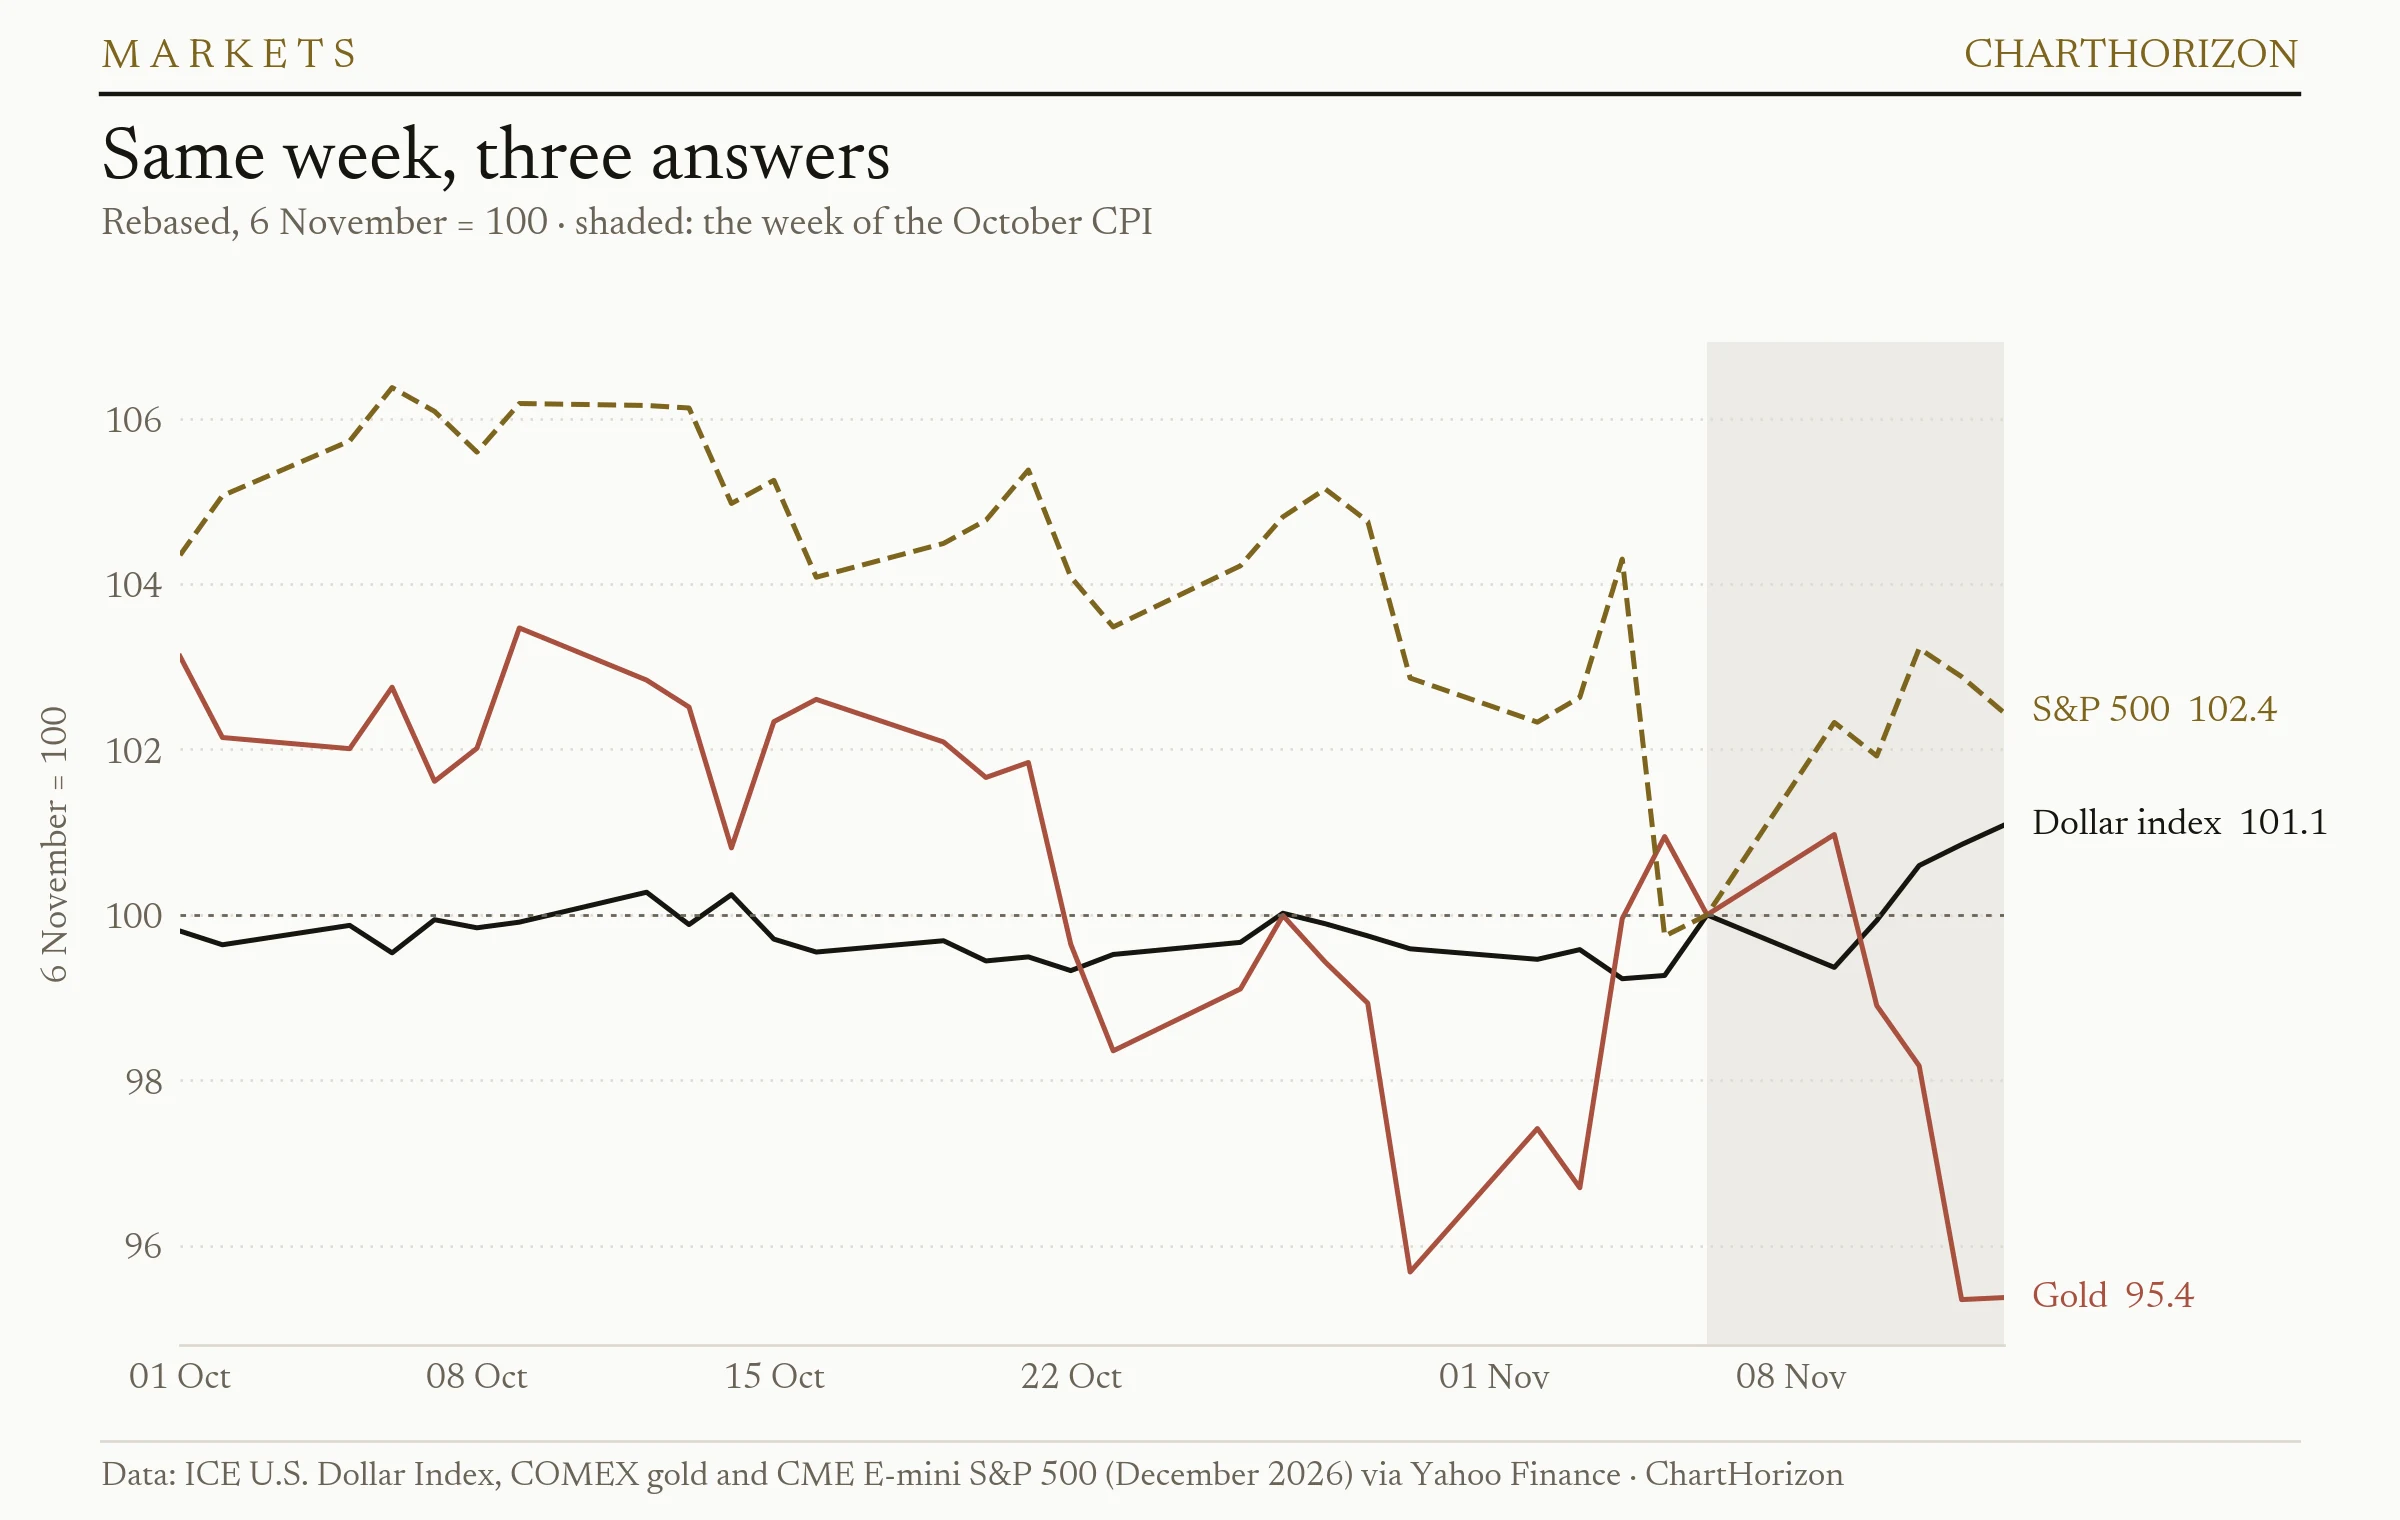 MARKETS
CHARTHORIZON
Same week, three answers
Rebased, 6 November = 100 · shaded: the week of the October CPI
6 November = 100
106
104
102
100
98
96
S&P 500 102.4
Dollar index 101.1
Gold 95.4
01 Oct
08 Oct
15 Oct
22 Oct
01 Nov
08 Nov
Data: ICE U.S. Dollar Index, COMEX gold and CME E-mini S&P 500 (December 2026) via Yahoo Finance · ChartHorizon